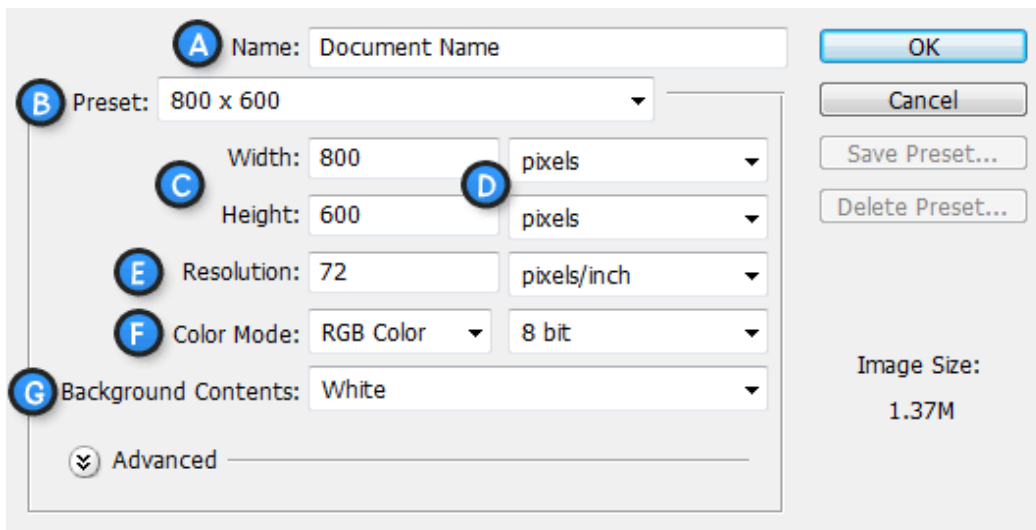 A Name: Document Name OK
B Preset: 800 x 600 Cancel
Width: 800 pixels Save Preset...
C D
Height: 600 pixels Delete Preset...
E Resolution: 72 pixels/inch
F Color Mode: RGB Color 8 bit
Image Size:
G Background Contents: White
1.37M
Advanced